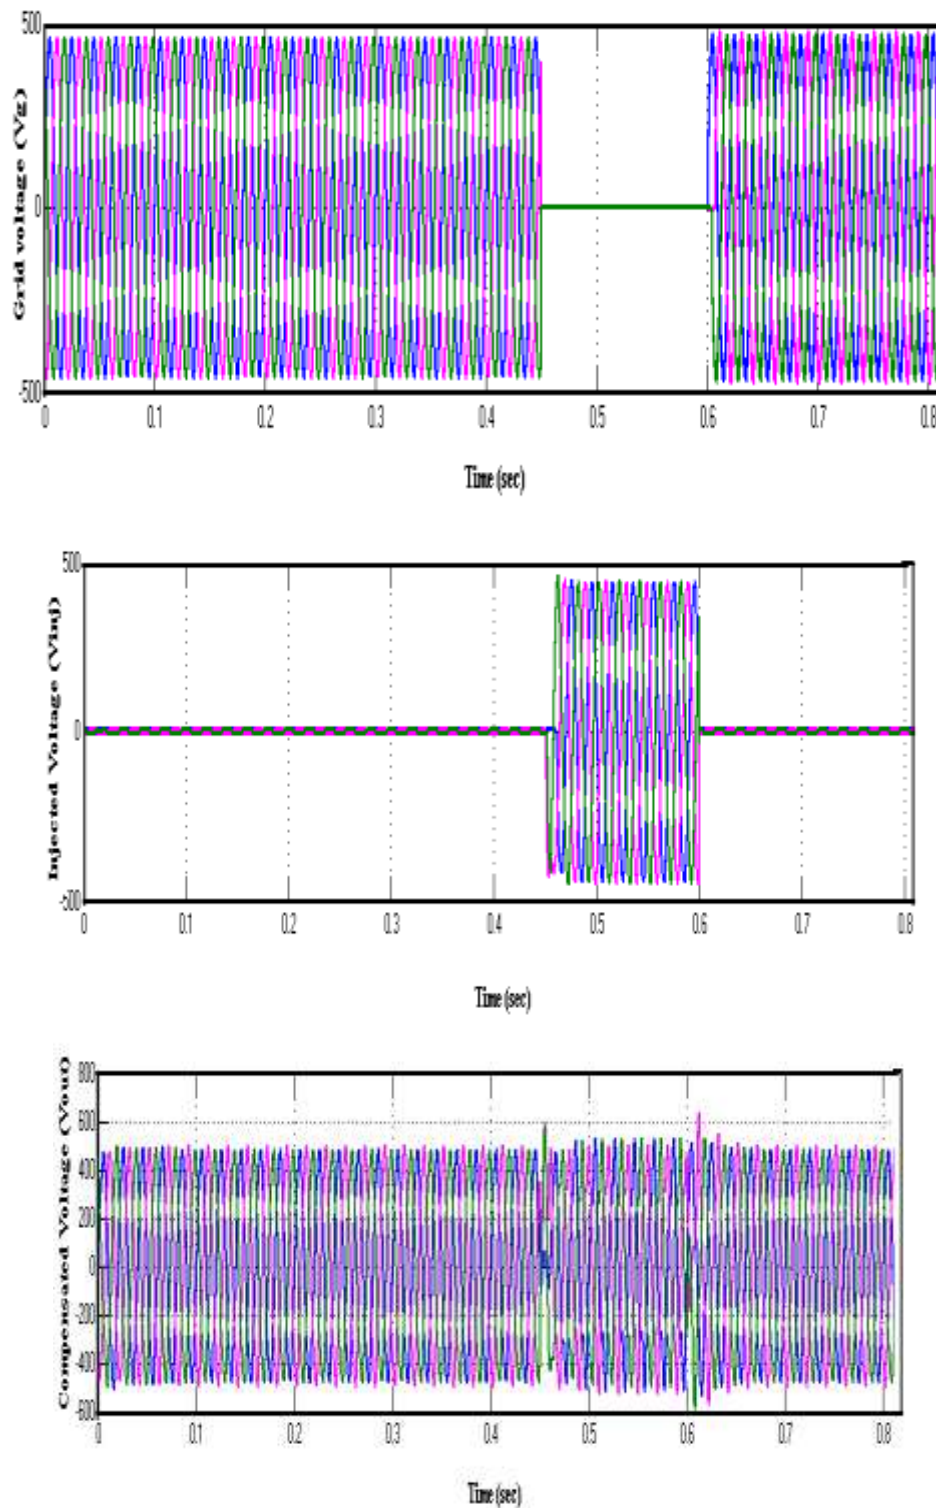 500
Grid voltage (Vg)
0
-500
0 0.1 0.2 0.3 0.4 0.5 0.6 0.7 0.8
Time (sec)
500
Injected Voltage (Vinj)
0
-500
0 0.1 0.2 0.3 0.4 0.5 0.6 0.7 0.8
Time (sec)
800
Compensated Voltage (Vout)
600
400
200
0
-200
-400
-600
0 0.1 0.2 0.3 0.4 0.5 0.6 0.7 0.8
Time (sec)